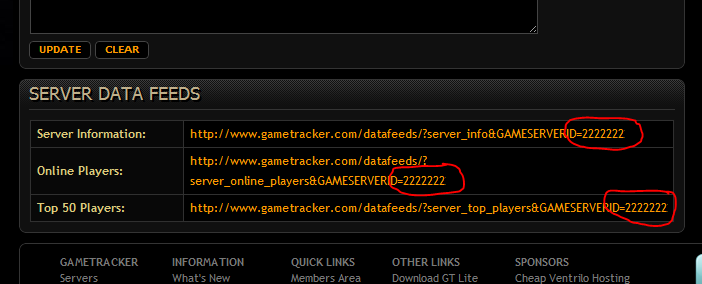 UPDATE CLEAR
SERVER DATA FEEDS
Server Information: http://www.gametracker.com/datafeeds/?server_info&GAMESERVERID=2222222
Online Players: http://www.gametracker.com/datafeeds/?
server_online_players&GAMESERVERID=2222222
Top 50 Players: http://www.gametracker.com/datafeeds/?server_top_players&GAMESERVERID=2222222
GAMETRACKER INFORMATION QUICK LINKS OTHER LINKS SPONSORS
Servers What's New Members Area Download GT Lite Cheap Ventrilo Hosting